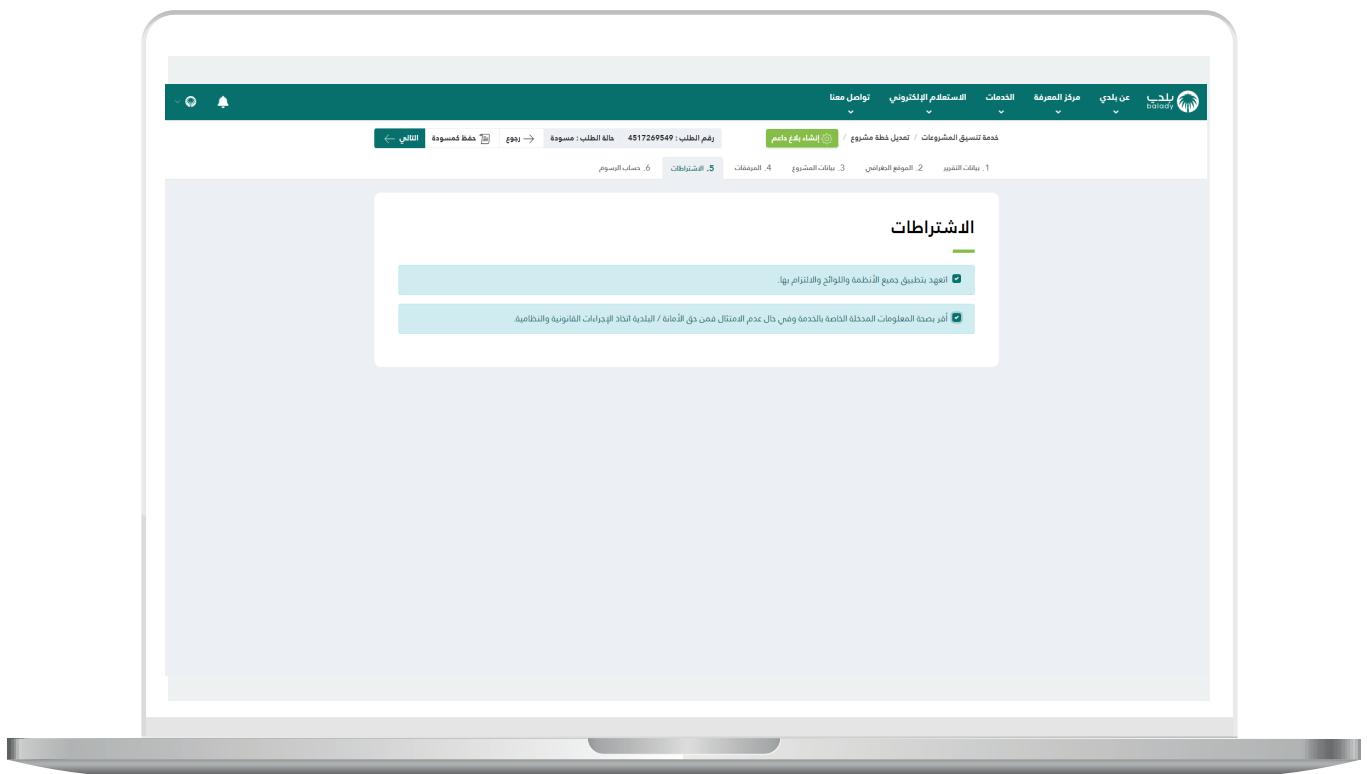 بلدي balady عن بلدي مركز المعرفة الخدمات الاستعلام الإلكتروني تواصل معنا
خدمة تنسيق المشروعات / تعديل خطة مشروع / إنشاء بلاغ داعم رقم الطلب : 4517269549 حالة الطلب : مسودة رجوع حفظ كمسودة التالي
1. بيانات التقرير 2. الموقع الجغرافي 3. بيانات المشروع 4. المرفقات 5. الاشتراطات 6. حساب الرسوم
الاشتراطات
اتعهد بتطبيق جميع الأنظمة واللوائح والالتزام بها.
أقر بصحة المعلومات المدخلة الخاصة بالخدمة وفي حال عدم الامتثال فمن حق الأمانة / البلدية اتخاذ الإجراءات القانونية والنظامية.